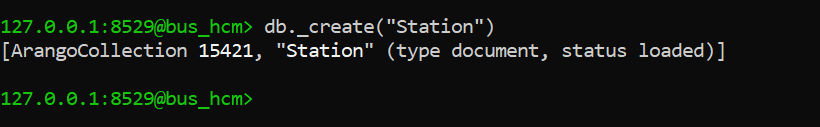 127.0.0.1:8529@bus_hcm> db._create("Station")
[ArangoCollection 15421, "Station" (type document, status loaded)]
127.0.0.1:8529@bus_hcm>